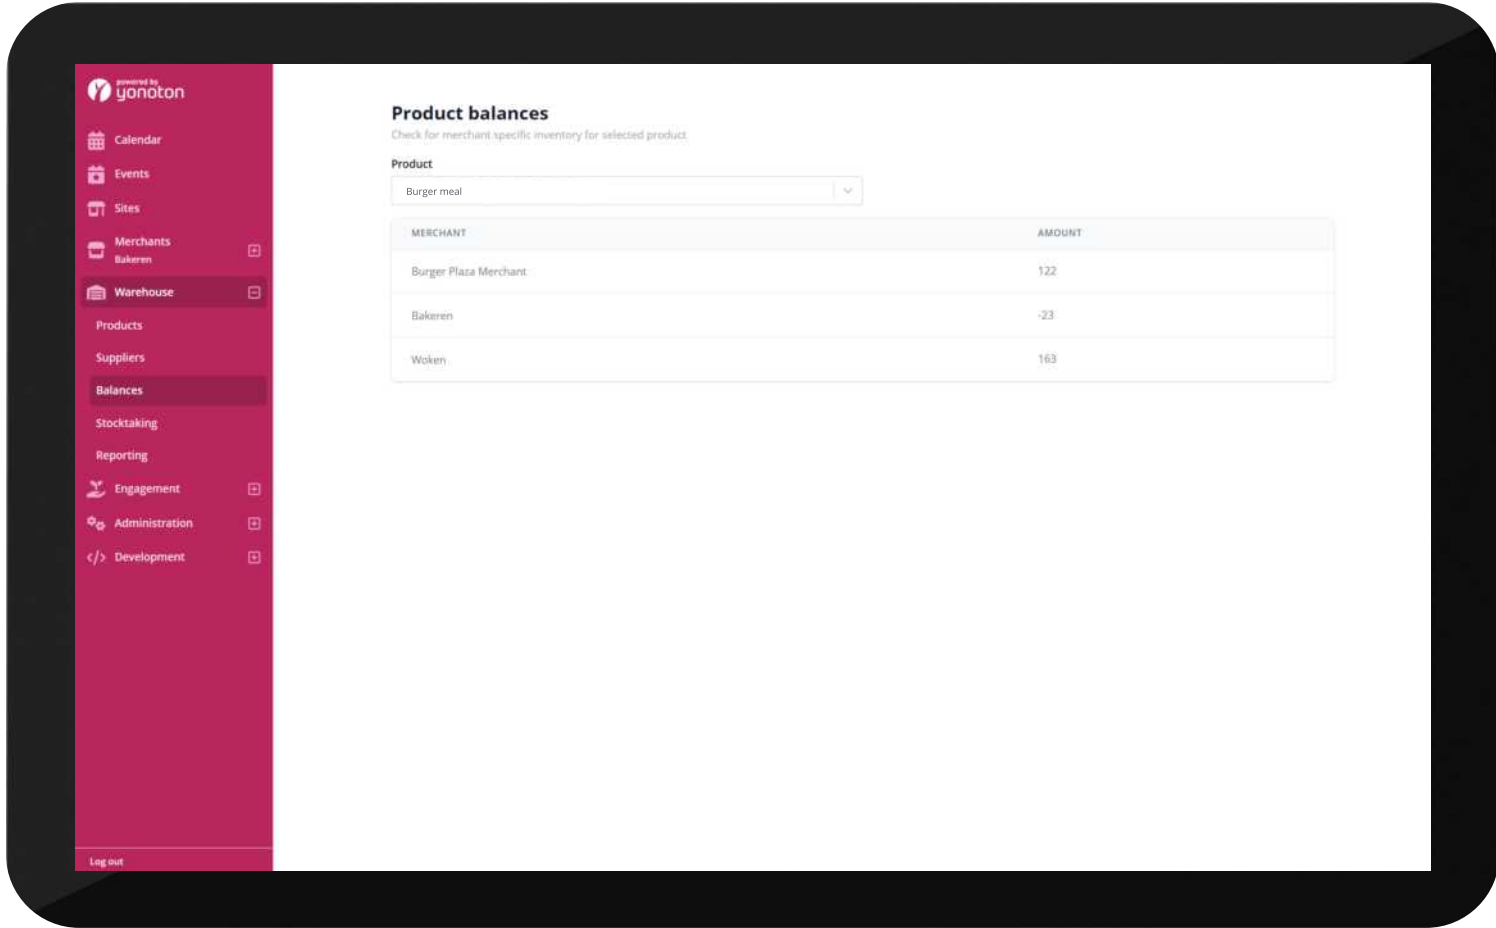 powered by
yonoton
Calendar
Events
Sites
Merchants
Bakeren
Warehouse
Products
Suppliers
Balances
Stocktaking
Reporting
Engagement
Administration
Development
Log out
Product balances
Check for merchant specific inventory for selected product
Product
Burger meal
MERCHANT AMOUNT
Burger Plaza Merchant 122
Bakeren -23
Woken 163